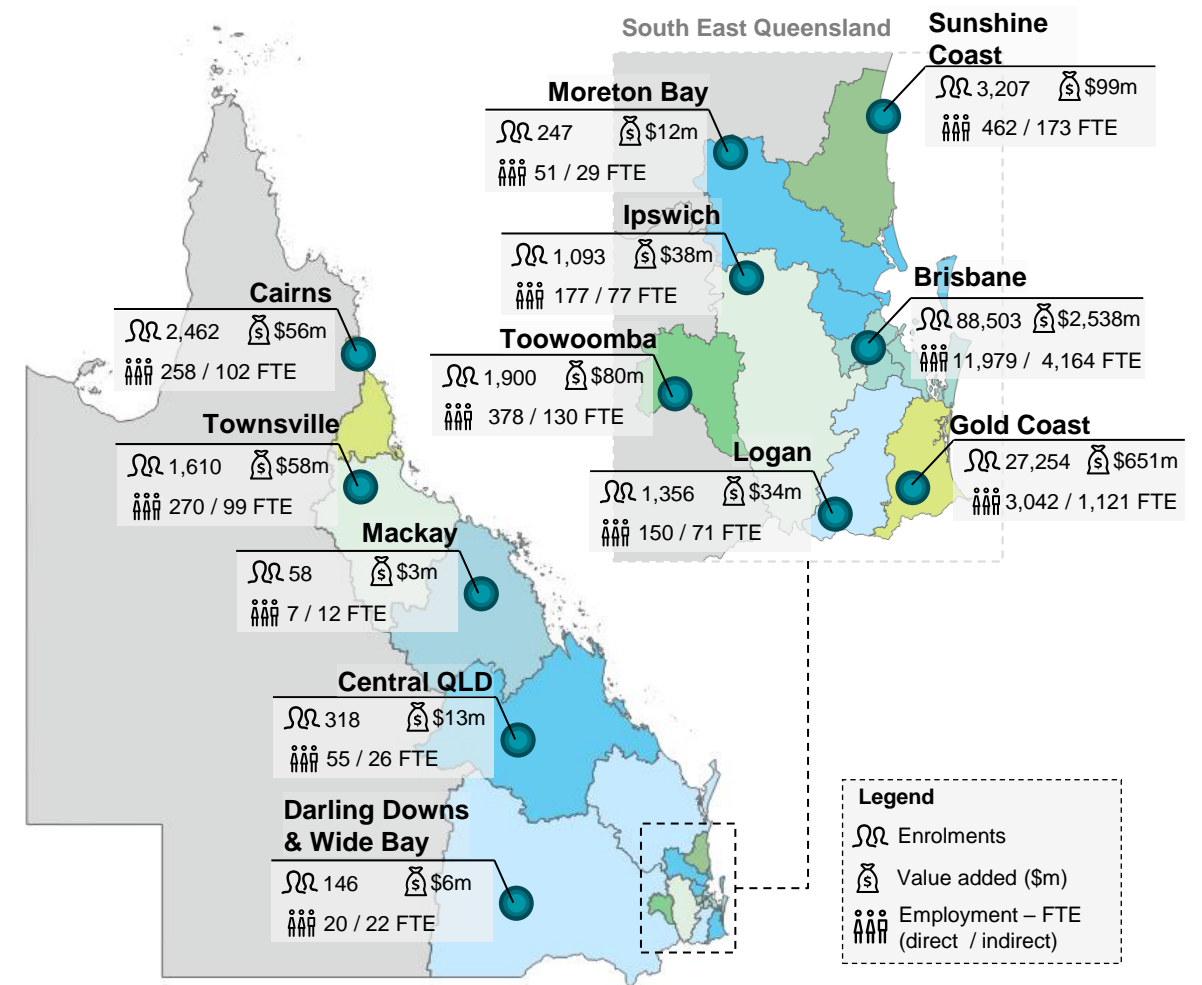 South East Queensland
Sunshine
Coast
3,207 $99m
462 / 173 FTE
Moreton Bay
247 $12m
51 / 29 FTE
Ipswich
1,093 $38m
177 / 77 FTE
Brisbane
88,503 $2,538m
11,979 / 4,164 FTE
Toowoomba
1,900 $80m
378 / 130 FTE
Gold Coast
27,254 $651m
3,042 / 1,121 FTE
Logan
1,356 $34m
150 / 71 FTE
Cairns
2,462 $56m
258 / 102 FTE
Townsville
1,610 $58m
270 / 99 FTE
Mackay
58 $3m
7 / 12 FTE
Central QLD
318 $13m
55 / 26 FTE
Darling Downs
& Wide Bay
146 $6m
20 / 22 FTE
Legend
Enrolments
Value added ($m)
Employment – FTE
(direct / indirect)